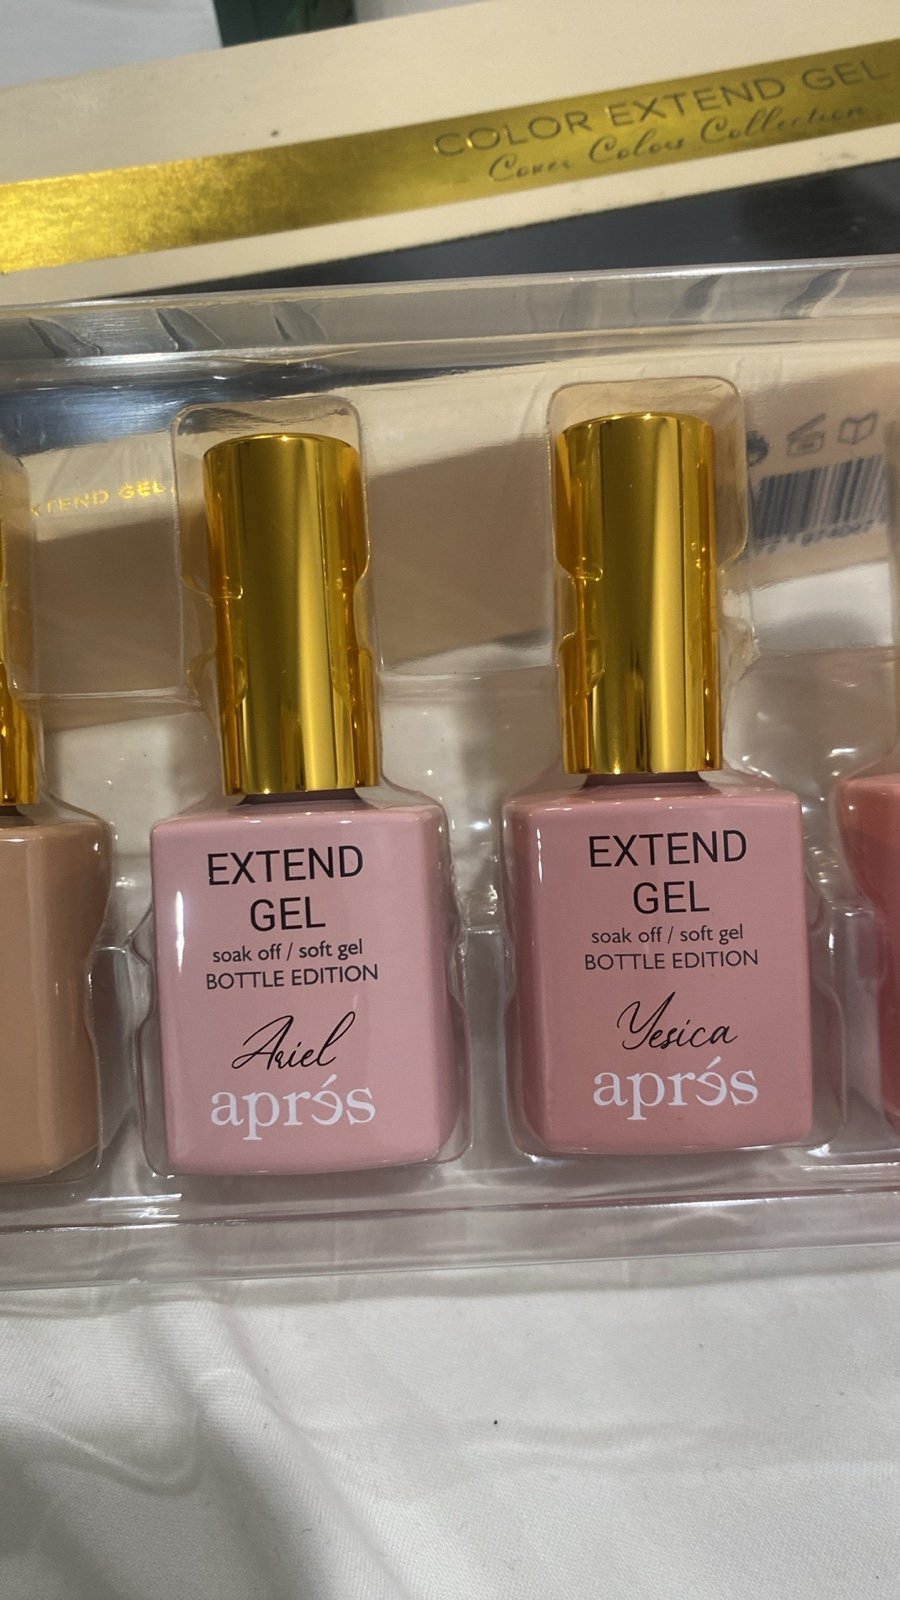 COLOR EXTEND GEL
Cover Colors Collection
XTEND GEL
EXTEND
GEL
soak off / soft gel
BOTTLE EDITION
Ariel
aprés
EXTEND
GEL
soak off / soft gel
BOTTLE EDITION
Yesica
aprés